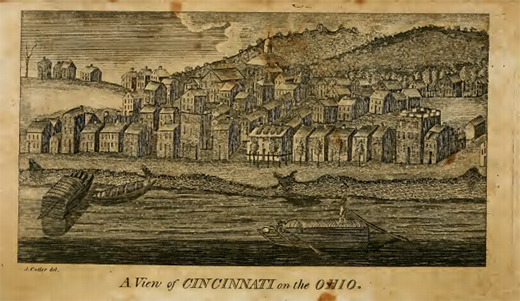 J. Cutler del.
A View of CINCINNATI on the OHIO.